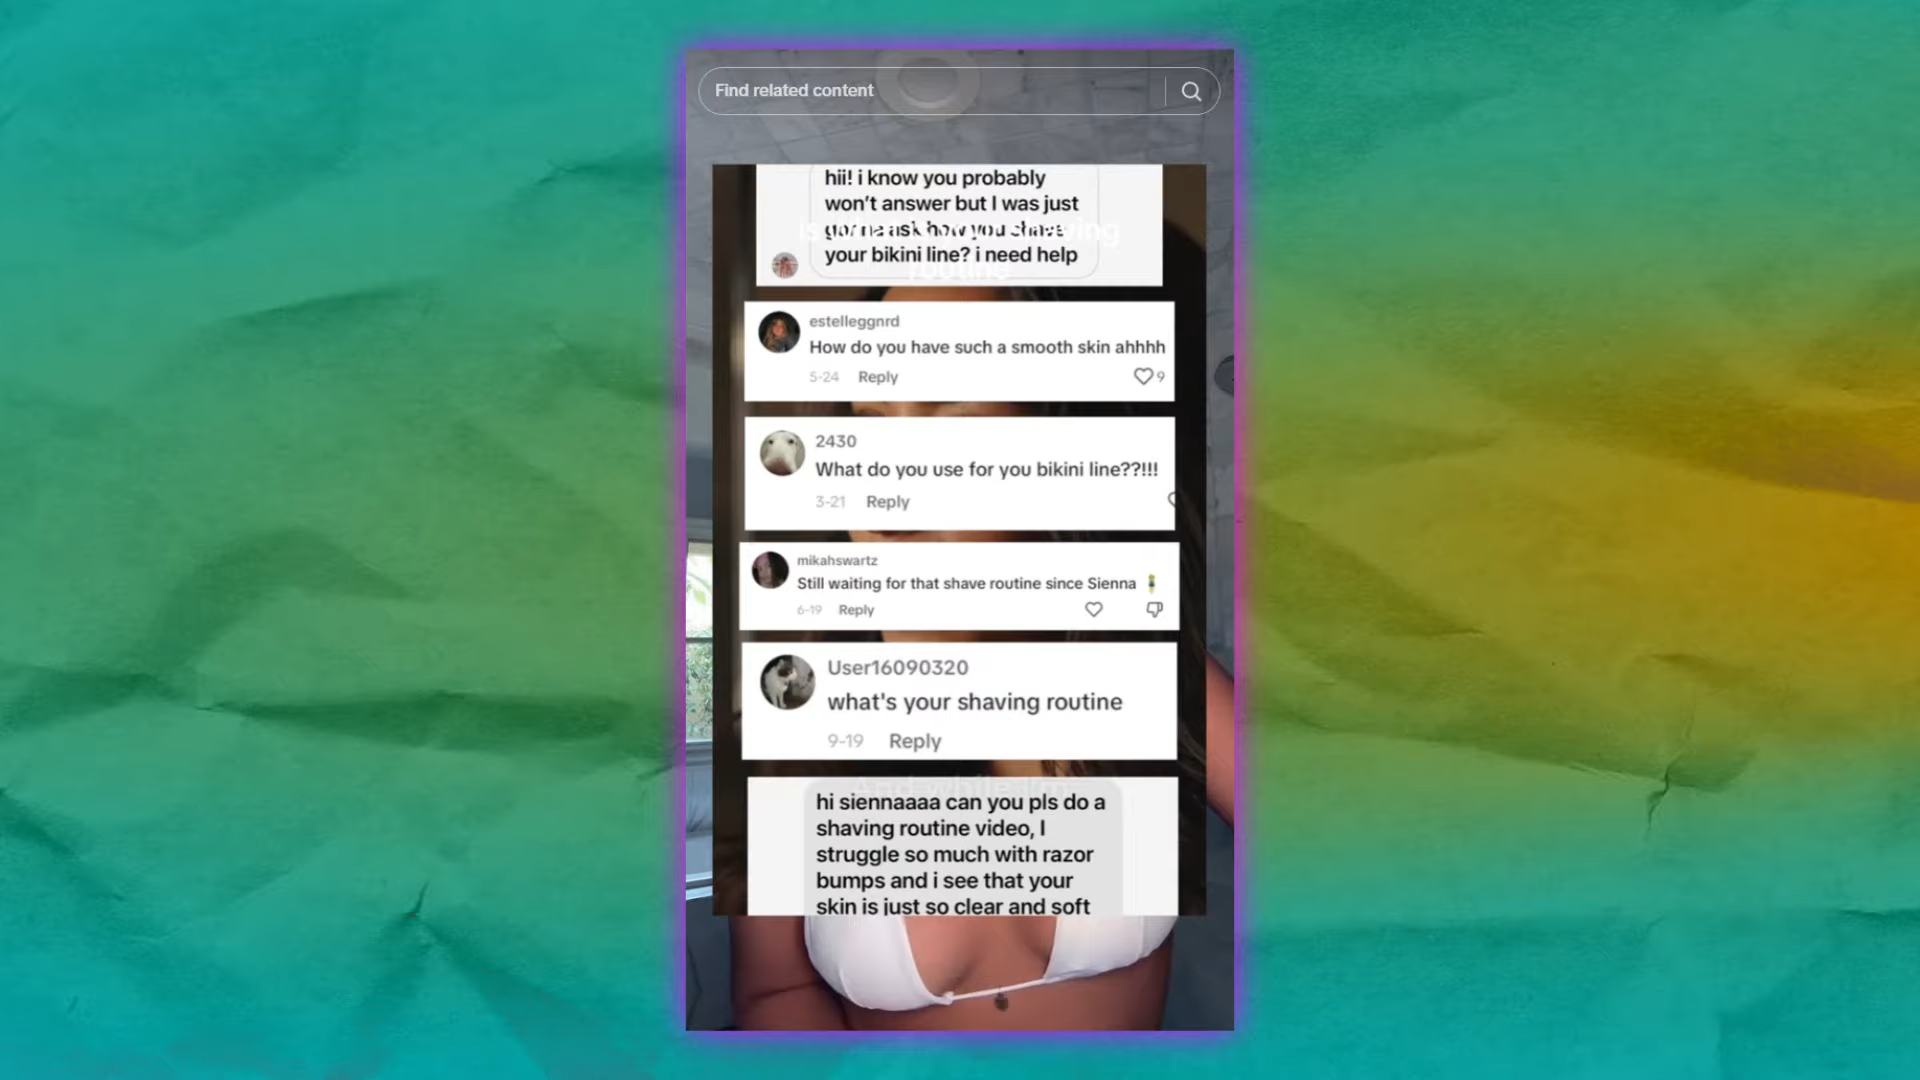 Find related content
hii! i know you probably
won't answer but I was just
gonna ask how you shave
your bikini line? i need help
routine
estelleggnrd
How do you have such a smooth skin ahhhh
5-24 Reply 9
2430
What do you use for you bikini line??!!!
3-21 Reply
mikahswartz
Still waiting for that shave routine since Sienna
6-19 Reply
User16090320
what's your shaving routine
9-19 Reply
And while I'm
hi siennaaaa can you pls do a
shaving routine video, I
struggle so much with razor
bumps and i see that your
skin is just so clear and soft